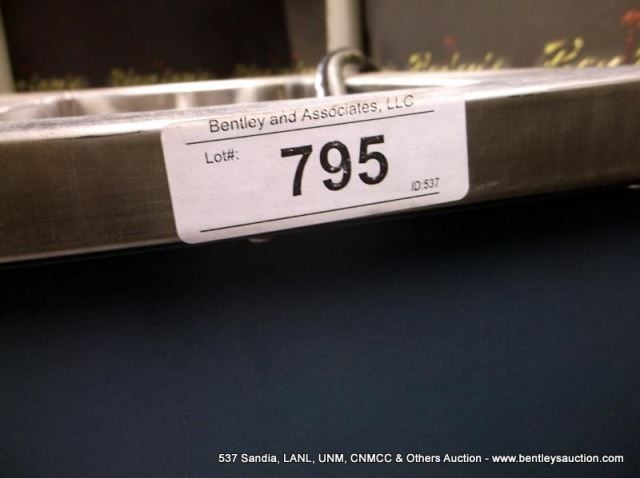 Bentley and Associates, LLC
Lot#:
795
ID:537
537 Sandia, LANL, UNM, CNMCC & Others Auction - www.bentleysauction.com